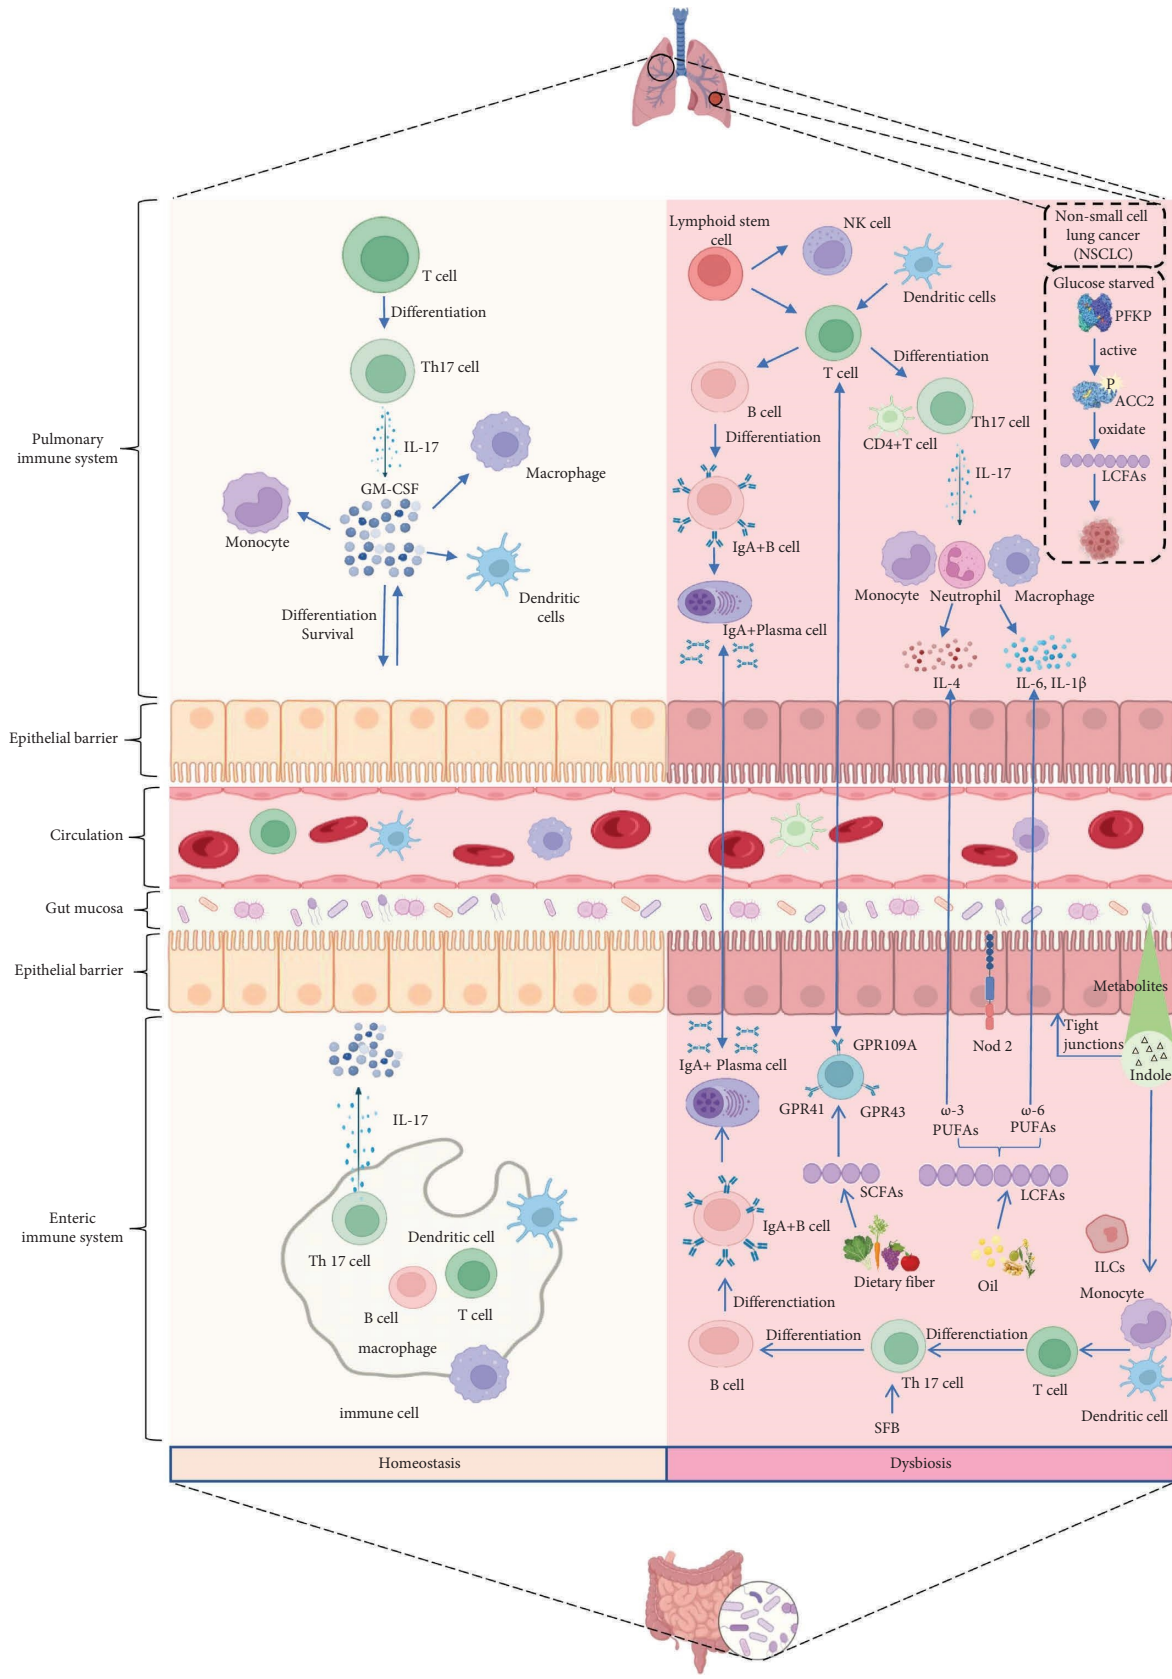 Pulmonary
immune system
Epithelial barrier
Circulation
Gut mucosa
Epithelial barrier
Enteric
immune system
T cell
Differentiation
Th17 cell
IL-17
GM-CSF
Macrophage
Monocyte
Dendritic
cells
Differentiation
Survival
Lymphoid stem
cell
NK cell
Dendritic cells
T cell
Differentiation
B cell
Differentiation
CD4+T cell
Th17 cell
IL-17
IgA+B cell
IgA+Plasma cell
Monocyte
Neutrophil
Macrophage
IL-4
IL-6, IL-1β
Non-small cell
lung cancer
(NSCLC)
Glucose starved
PFKP
active
P
ACC2
oxidate
LCFAs
IL-17
Th 17 cell
Dendritic cell
B cell
T cell
macrophage
immune cell
IgA+ Plasma cell
GPR109A
GPR41
GPR43
Nod 2
Metabolites
Tight
junctions
Indole
ω-3
PUFAs
ω-6
PUFAs
SCFAs
LCFAs
IgA+B cell
Dietary fiber
Oil
ILCs
Monocyte
Differenctiation
Differentiation
Differenctiation
B cell
Th 17 cell
T cell
Dendritic cell
SFB
Homeostasis
Dysbiosis